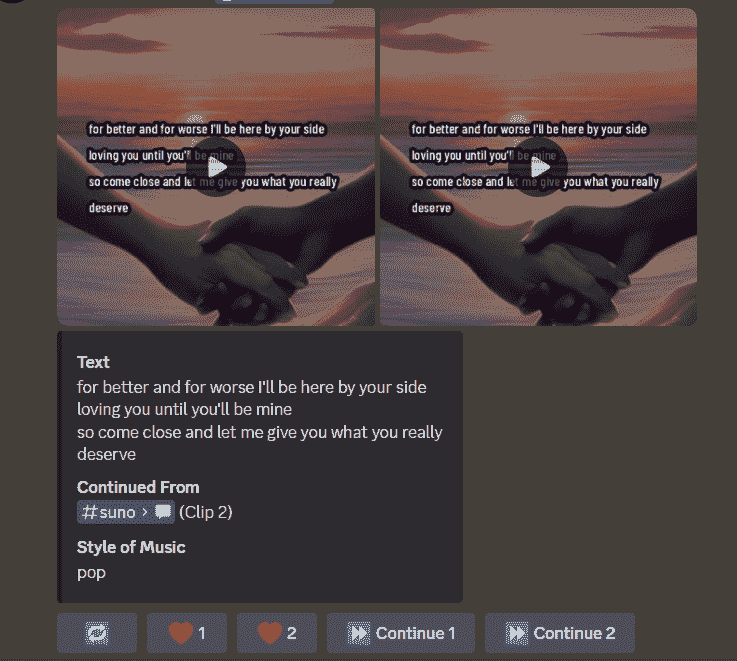 for better and for worse I'll be here by your side
loving you until you'll be mine
so come close and let me give you what you really
deserve
for better and for worse I'll be here by your side
loving you until you'll be mine
so come close and let me give you what you really
deserve
Text
for better and for worse I'll be here by your side
loving you until you'll be mine
so come close and let me give you what you really
deserve
Continued From
#suno › (Clip 2)
Style of Music
pop
1 2 Continue 1 Continue 2